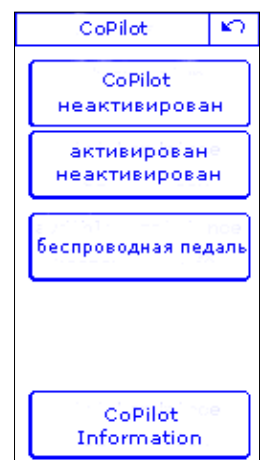 CoPilot
CoPilot
неактивирован
активирован
неактивирован
беспроводная педаль
CoPilot
Information